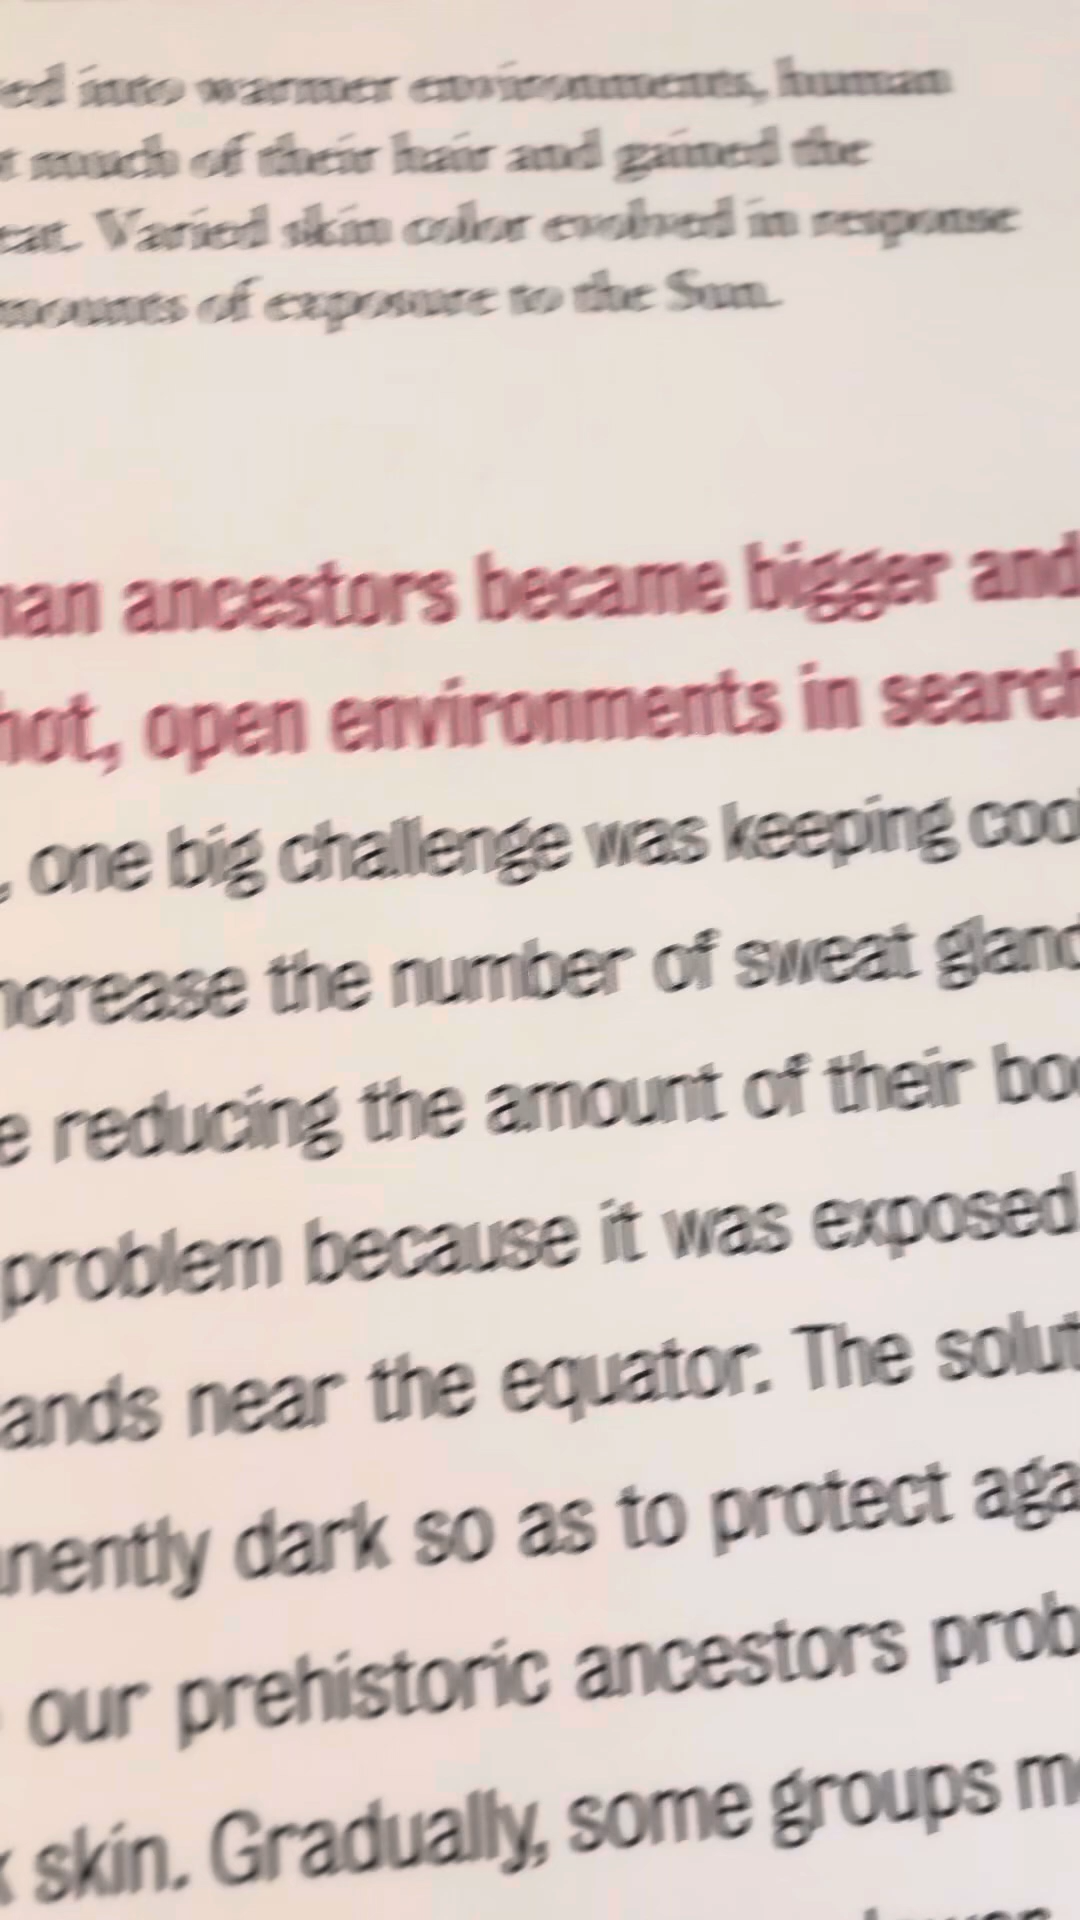 ed into warmer environments, human
t much of their hair and gained the
eat. Varied skin color evolved in response
mounts of exposure to the Sun.
man ancestors became bigger and
hot, open environments in search
, one big challenge was keeping cool
ncrease the number of sweat gland
e reducing the amount of their bo
problem because it was exposed
ands near the equator. The solut
nently dark so as to protect aga
our prehistoric ancestors prob
k skin. Gradually, some groups m